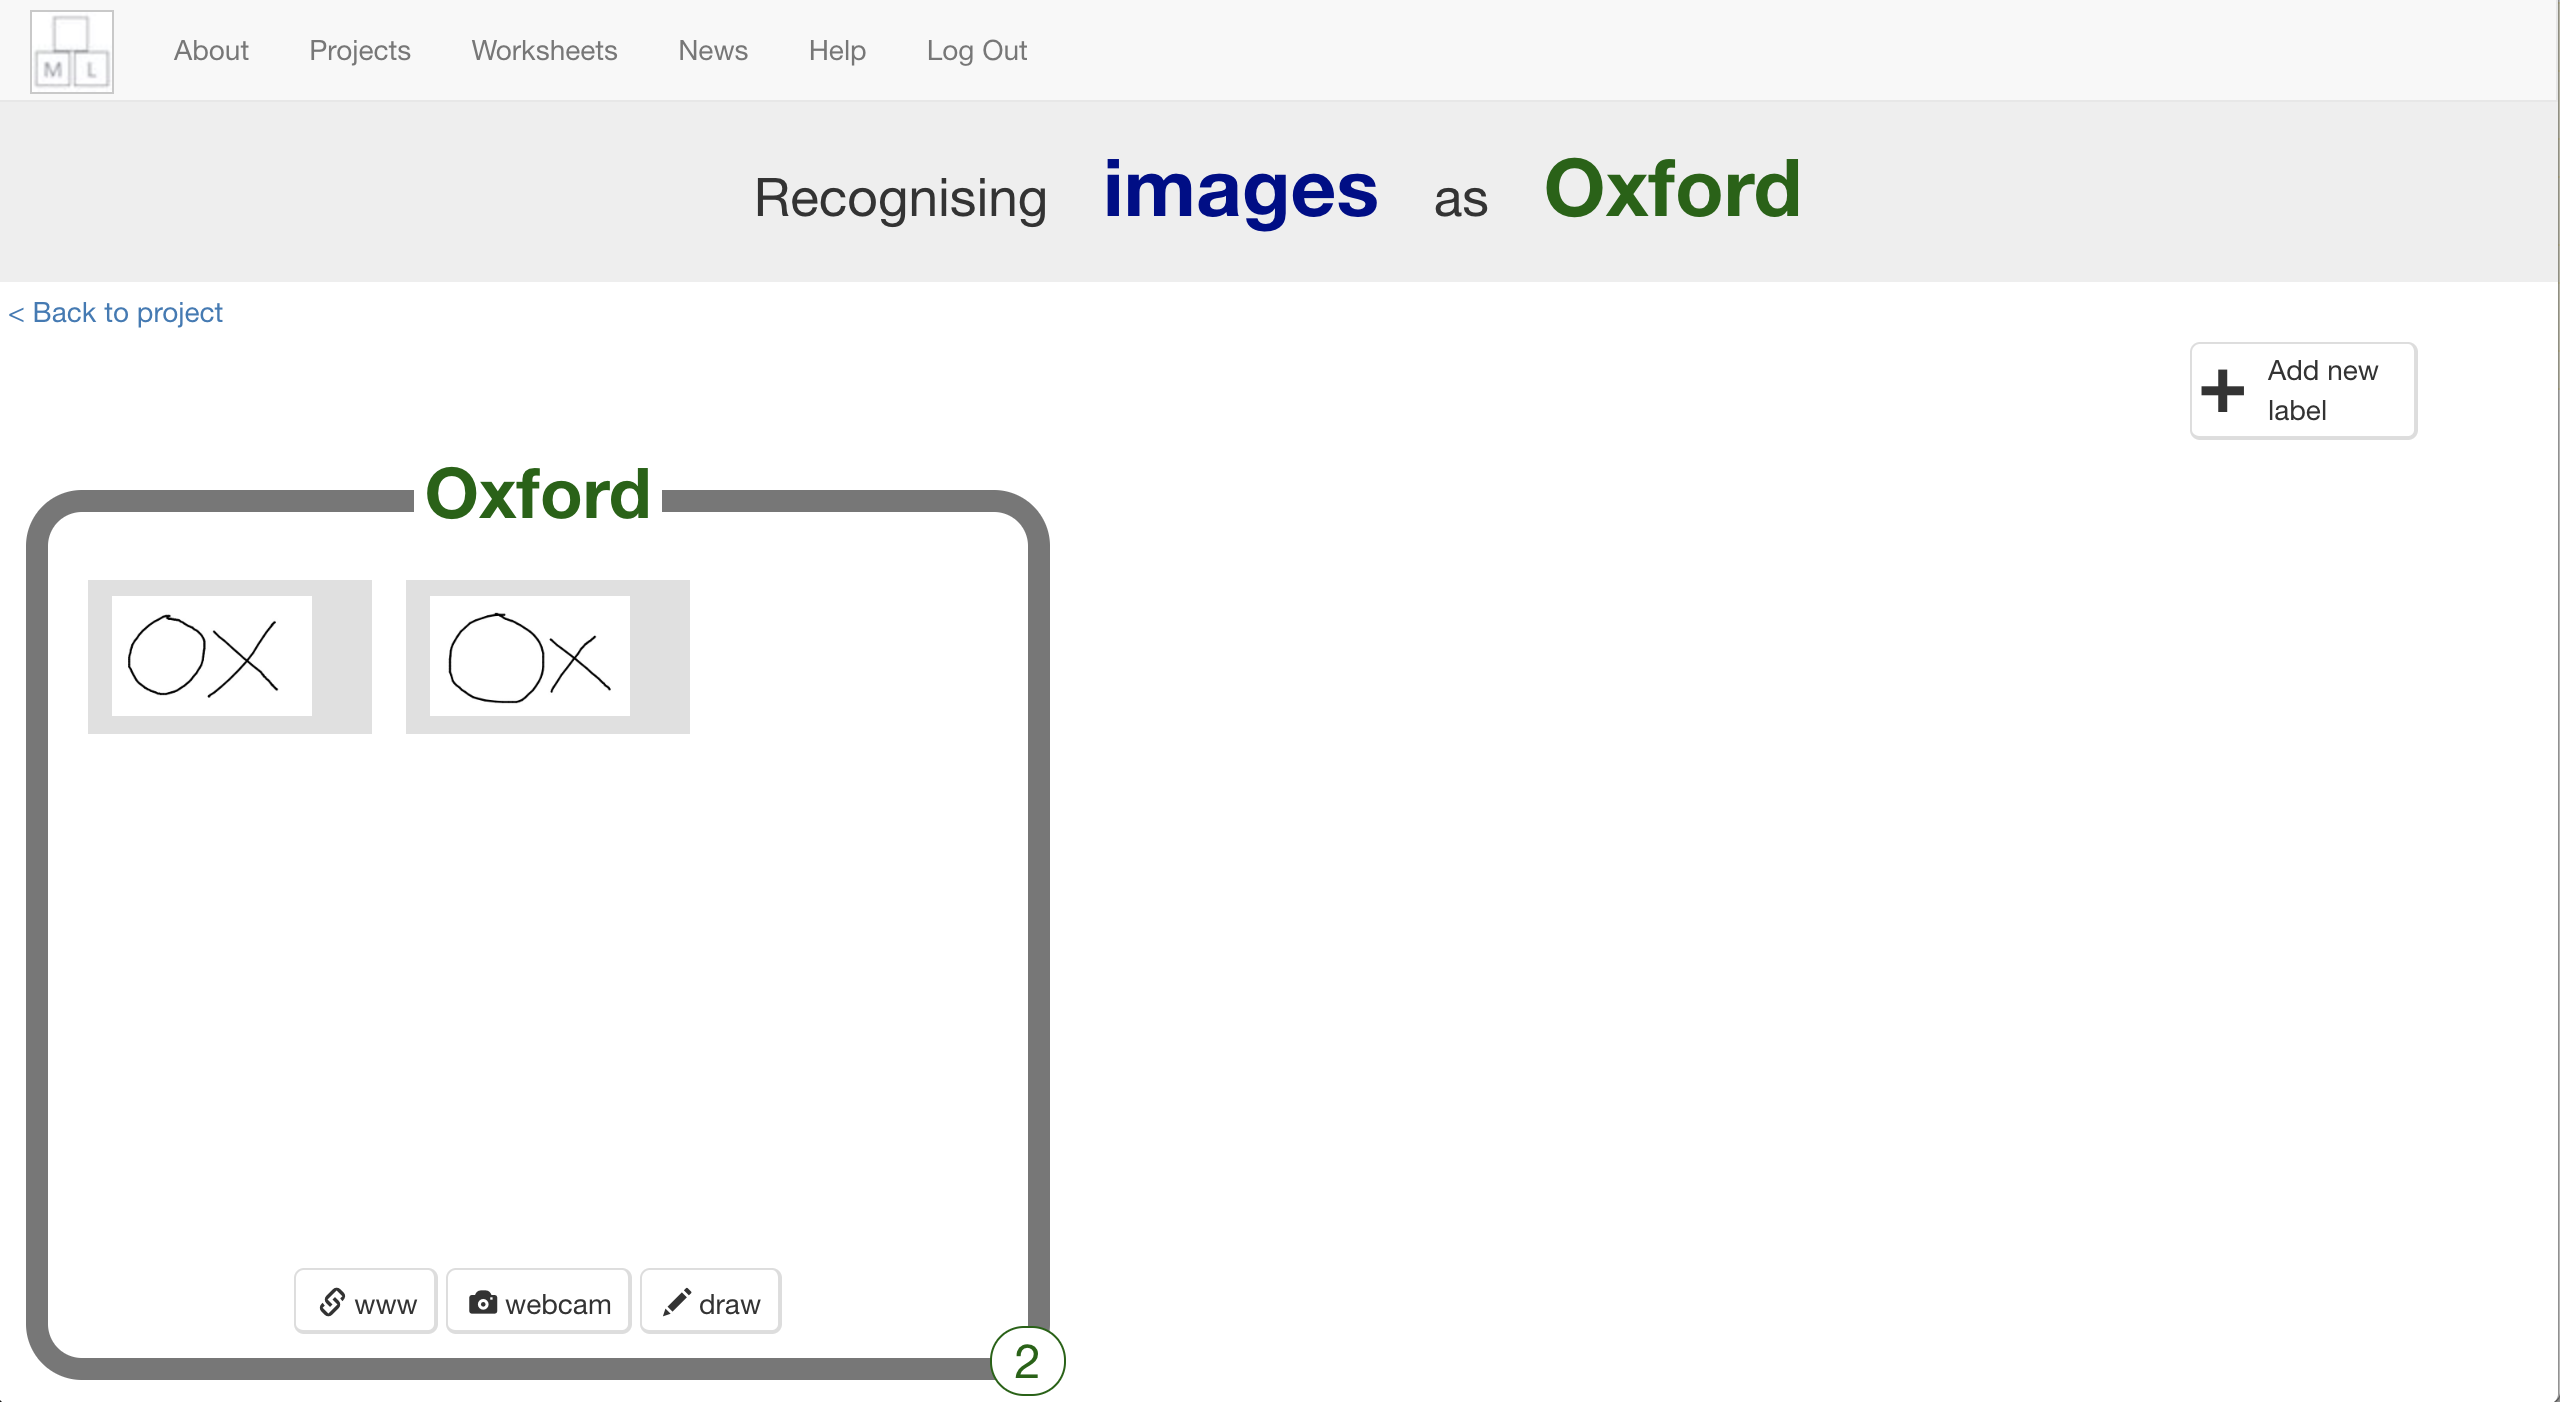 M L
About Projects Worksheets News Help Log Out
Recognising images as Oxford
< Back to project
Add new
label
Oxford
OX OX
www webcam draw
2